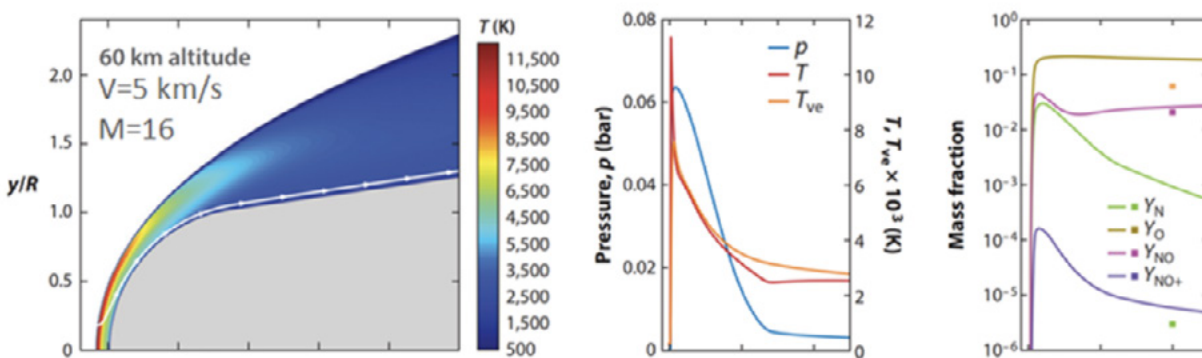 60 km altitude
V=5 km/s
M=16
y/R
2.0
1.5
1.0
0.5
0
T (K)
11,500
10,500
9,500
8,500
7,500
6,500
5,500
4,500
3,500
2,500
1,500
500
Pressure, p (bar)
0.08
0.06
0.04
0.02
0
p
T
Tve
12
10
8
6
4
2
0
T, Tve × 10³ (K)
Mass fraction
10⁰
10⁻¹
10⁻²
10⁻³
10⁻⁴
10⁻⁵
10⁻⁶
YN
YO
YNO
YNO+